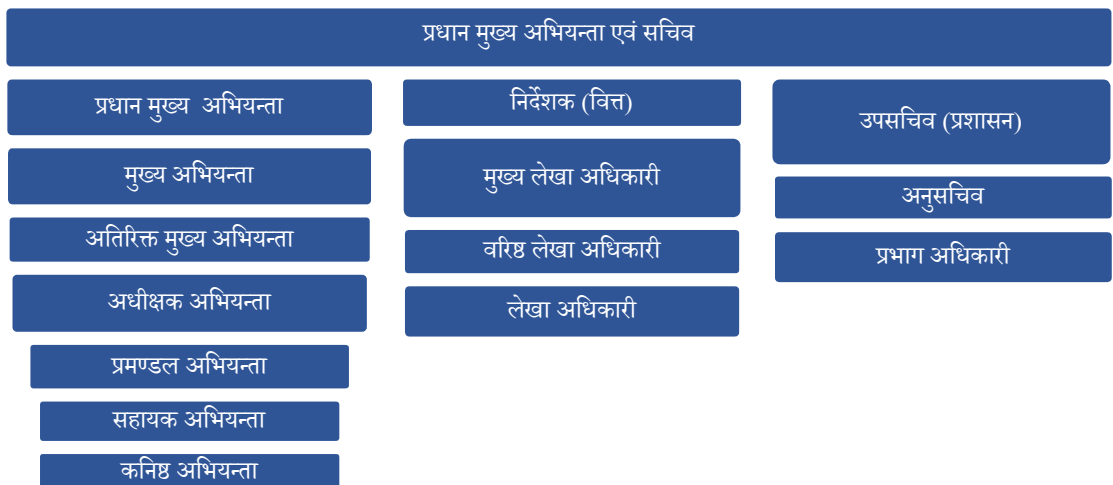 प्रधान मुख्य अभियन्ता एवं सचिव
प्रधान मुख्य अभियन्ता
मुख्य अभियन्ता
अतिरिक्त मुख्य अभियन्ता
अधीक्षक अभियन्ता
प्रमण्डल अभियन्ता
सहायक अभियन्ता
कनिष्ठ अभियन्ता
निर्देशक (वित्त)
मुख्य लेखा अधिकारी
वरिष्ठ लेखा अधिकारी
लेखा अधिकारी
उपसचिव (प्रशासन)
अनुसचिव
प्रभाग अधिकारी